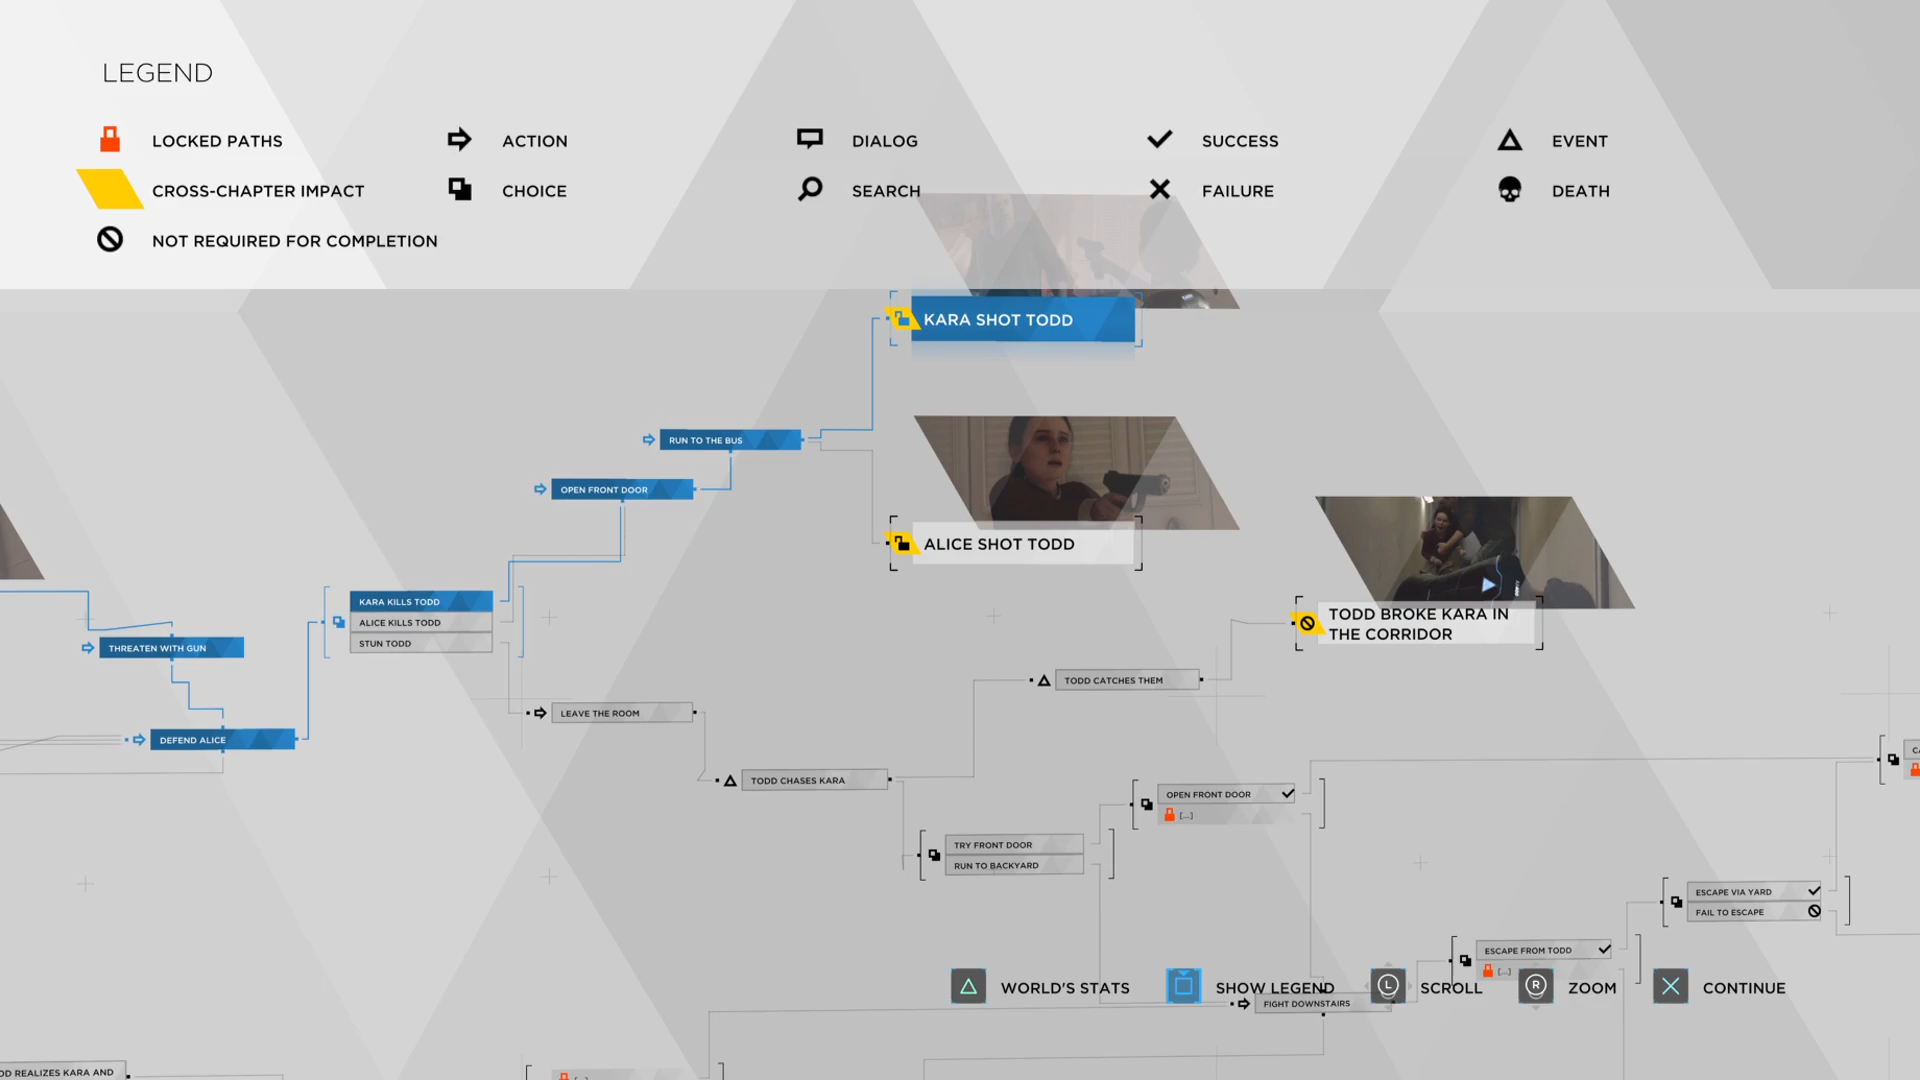 LEGEND
LOCKED PATHS
ACTION
DIALOG
SUCCESS
EVENT
CROSS-CHAPTER IMPACT
CHOICE
SEARCH
FAILURE
DEATH
NOT REQUIRED FOR COMPLETION
KARA SHOT TODD
RUN TO THE BUS
OPEN FRONT DOOR
ALICE SHOT TODD
KARA KILLS TODD
ALICE KILLS TODD
STUN TODD
TODD BROKE KARA IN
THE CORRIDOR
THREATEN WITH GUN
TODD CATCHES THEM
LEAVE THE ROOM
DEFEND ALICE
TODD CHASES KARA
OPEN FRONT DOOR
[...]
TRY FRONT DOOR
RUN TO BACKYARD
ESCAPE VIA YARD
FAIL TO ESCAPE
ESCAPE FROM TODD
[...]
L
R
WORLD'S STATS
SHOW LEGEND
SCROLL
ZOOM
CONTINUE
FIGHT DOWNSTAIRS
OD REALIZES KARA AND